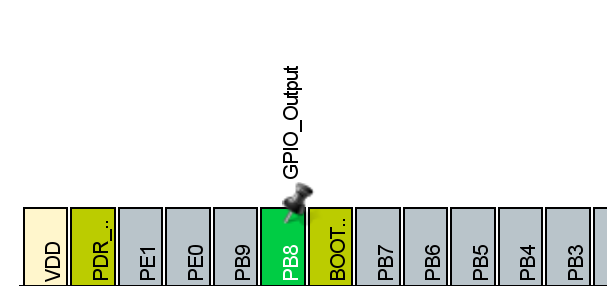 GPIO_Output
VDD
PDR_..
PE1
PE0
PB9
PB8
BOOT..
PB7
PB6
PB5
PB4
PB3